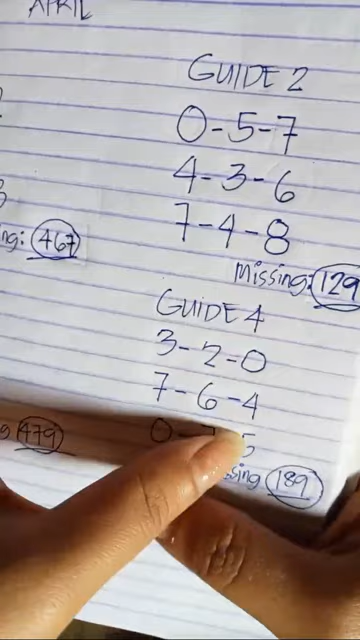 APRIL
GUIDE 2
0-5-7
4-3-6
7-4-8
Missing: 129
ng: 467
GUIDE 4
3-2-0
7-6-4
479
189